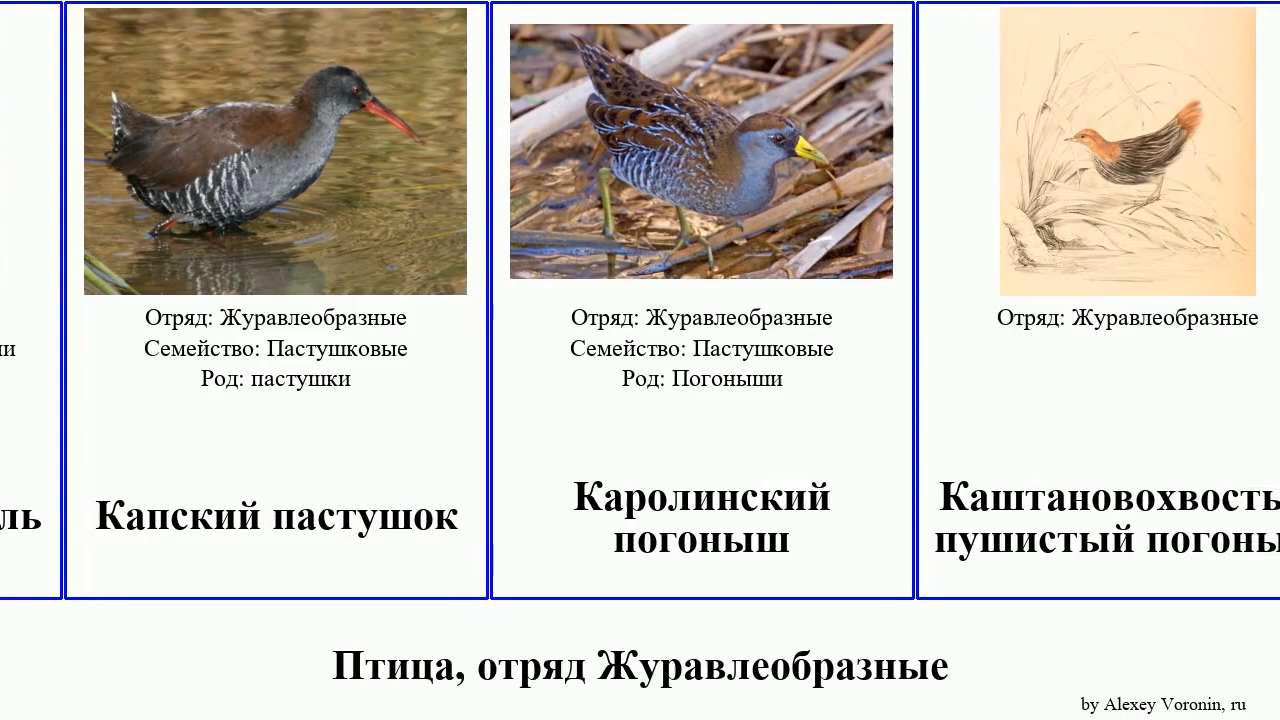 Отряд: Журавлеобразные
Семейство: Пастушковые
Род: пастушки
Капский пастушок
Отряд: Журавлеобразные
Семейство: Пастушковые
Род: Погоныши
Каролинский
погоныш
Отряд: Журавлеобразные
пушистый
Птица, отряд Журавлеобразные
by Alexey Voronin, ru